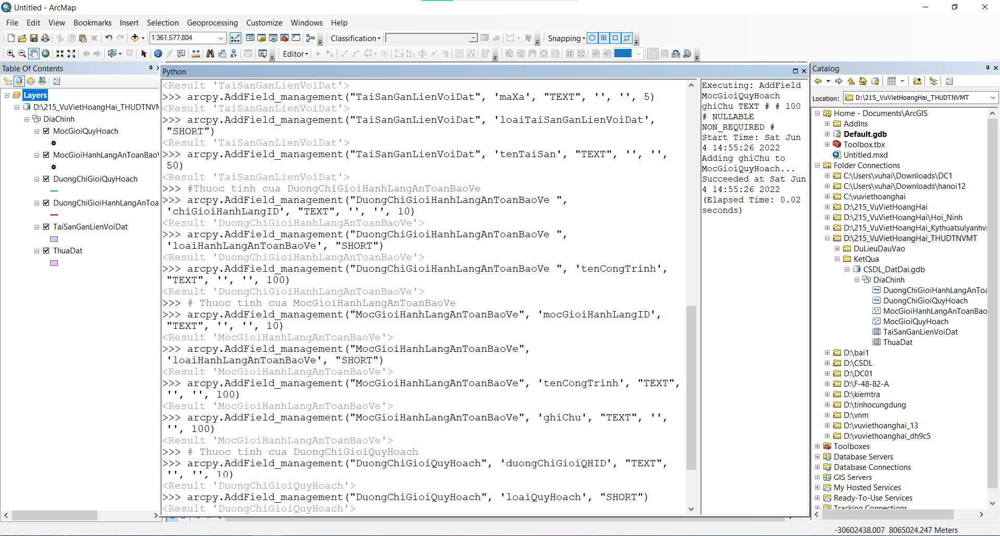 Untitled - ArcMap
File Edit View Bookmarks Insert Selection Geoprocessing Customize Windows Help
1:361,577,804
Classification
Snapping
Editor
100%
Table Of Contents
Layers
D:\215_VuVietHoangHai_THUDTNVM
DiaChinh
MocGioiQuyHoach
MocGioiHanhLangAnToanBaoV
DuongChiGioiQuyHoach
DuongChiGioiHanhLangAnToa
TaiSanGanLienVoiDat
ThuaDat
Python
<Result 'TaiSanGanLienVoiDat'>
>>> arcpy.AddField_management("TaiSanGanLienVoiDat", 'maXa', "TEXT", '', '', 5)
<Result 'TaiSanGanLienVoiDat'>
>>> arcpy.AddField_management("TaiSanGanLienVoiDat", 'loaiTaiSanGanLienVoiDat',
"SHORT")
<Result 'TaiSanGanLienVoiDat'>
>>> arcpy.AddField_management("TaiSanGanLienVoiDat", 'tenTaiSan', "TEXT", '', '',
50)
<Result 'TaiSanGanLienVoiDat'>
>>> #Thuoc tinh cua DuongChiGioiHanhLangAnToanBaoVe
>>> arcpy.AddField_management("DuongChiGioiHanhLangAnToanBaoVe ",
'chiGioiHanhLangID', "TEXT", '', '', 10)
<Result 'DuongChiGioiHanhLangAnToanBaoVe'>
>>> arcpy.AddField_management("DuongChiGioiHanhLangAnToanBaoVe ",
'loaiHanhLangAnToanBaoVe', "SHORT")
<Result 'DuongChiGioiHanhLangAnToanBaoVe'>
>>> arcpy.AddField_management("DuongChiGioiHanhLangAnToanBaoVe ", 'tenCongTrinh',
"TEXT", '', '', 100)
<Result 'DuongChiGioiHanhLangAnToanBaoVe'>
>>> # Thuoc tinh cua MocGioiHanhLangAnToanBaoVe
>>> arcpy.AddField_management("MocGioiHanhLangAnToanBaoVe", 'mocGioiHanhLangID',
"TEXT", '', '', 10)
<Result 'MocGioiHanhLangAnToanBaoVe'>
>>> arcpy.AddField_management("MocGioiHanhLangAnToanBaoVe",
'loaiHanhLangAnToanBaoVe', "SHORT")
<Result 'MocGioiHanhLangAnToanBaoVe'>
>>> arcpy.AddField_management("MocGioiHanhLangAnToanBaoVe", 'tenCongTrinh', "TEXT",
'', '', 100)
<Result 'MocGioiHanhLangAnToanBaoVe'>
>>> arcpy.AddField_management("MocGioiHanhLangAnToanBaoVe", 'ghiChu', "TEXT", '',
'', 100)
<Result 'MocGioiHanhLangAnToanBaoVe'>
>>> # Thuoc tinh cua DuongChiGioiQuyHoach
>>> arcpy.AddField_management("DuongChiGioiQuyHoach", 'duongChiGioiQHID', "TEXT",
'', '', 10)
<Result 'DuongChiGioiQuyHoach'>
>>> arcpy.AddField_management("DuongChiGioiQuyHoach", 'loaiQuyHoach', "SHORT")
<Result 'DuongChiGioiQuyHoach'>
Executing: AddField
MocGioiQuyHoach
ghiChu TEXT # # 100
# NULLABLE
NON_REQUIRED #
Start Time: Sat Jun
4 14:55:26 2022
Adding ghiChu to
MocGioiQuyHoach...
Succeeded at Sat Jun
4 14:55:26 2022
(Elapsed Time: 0.02
seconds)
Catalog
Location: D:\215_VuVietHoangHai_THUDTNVMT
Home - Documents\ArcGIS
AddIns
Default.gdb
Toolbox.tbx
Untitled.mxd
Folder Connections
C:\Users\vuhai\Downloads\DC1
C:\Users\vuhai\Downloads\hanoi12
C:\vuviethoanghai
D:\215_VuVietHoangHai
D:\215_VuVietHoangHai\Hoi_Ninh
D:\215_VuVietHoangHai_Kythuatsulyanhvi
D:\215_VuVietHoangHai_THUDTNVMT
DuLieuDauVao
KetQua
CSDL_DatDai.gdb
DiaChinh
DuongChiGioiHanhLangAnToa
DuongChiGioiQuyHoach
MocGioiHanhLangAnToanBao
MocGioiQuyHoach
TaiSanGanLienVoiDat
ThuaDat
D:\bai1
D:\CSDL
D:\DC01
D:\F-48-82-A
D:\kiemtra
D:\tinhocungdung
D:\vnm
D:\vuviethoanghai_13
D:\vuviethoanghai_dh9c5
Toolboxes
Database Servers
Database Connections
GIS Servers
My Hosted Services
Ready-To-Use Services
Tracking Connections
-30602438.007 8065024.247 Meters